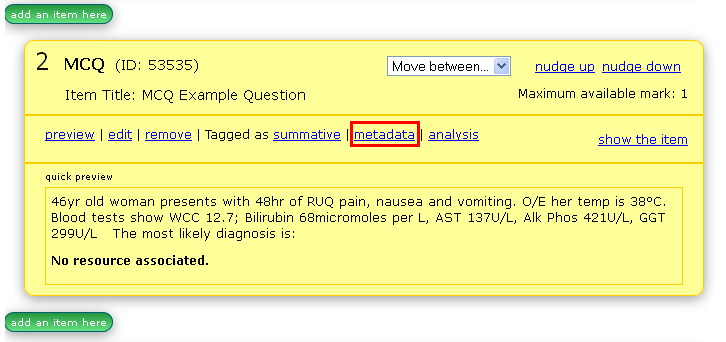 add an item here
2 MCQ (ID: 53535) Move between... nudge up nudge down
Item Title: MCQ Example Question Maximum available mark: 1
preview | edit | remove | Tagged as summative | metadata | analysis show the item
quick preview
46yr old woman presents with 48hr of RUQ pain, nausea and vomiting. O/E her temp is 38ºC.
Blood tests show WCC 12.7; Bilirubin 68micromoles per L, AST 137U/L, Alk Phos 421U/L, GGT
299U/L The most likely diagnosis is:
No resource associated.
add an item here